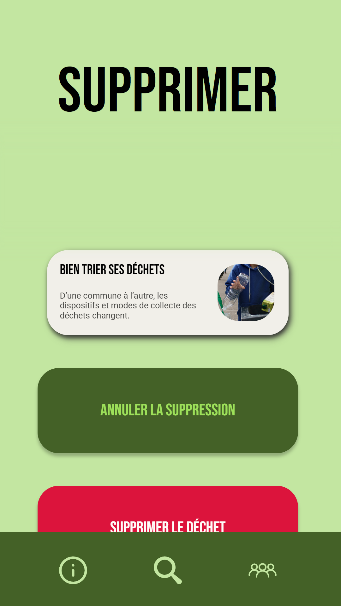 SUPPRIMER
BIEN TRIER SES DÉCHETS
D'une commune à l'autre, les
dispositifs et modes de collecte des
déchets changent.
ANNULER LA SUPPRESSION
SUPPRIMER LE DÉCHET